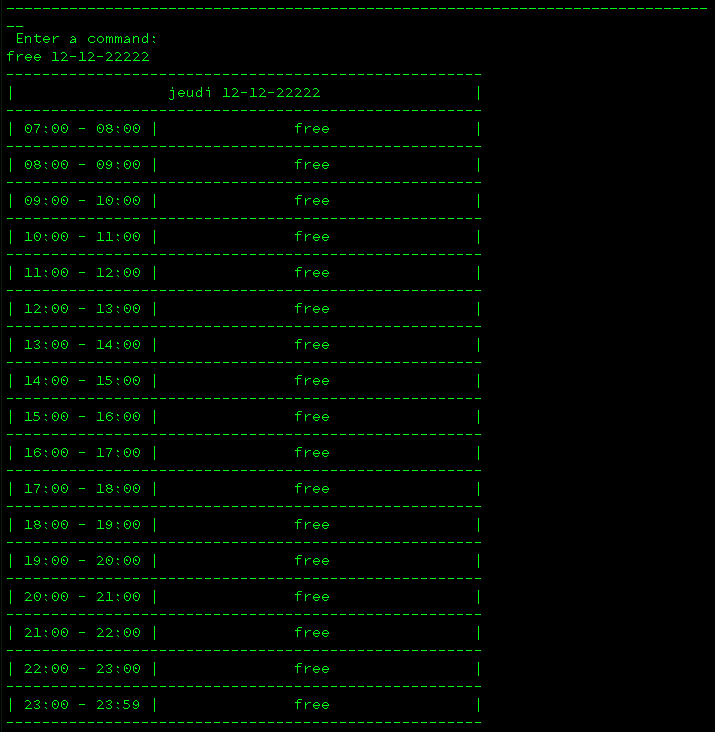 Enter a command:
free 12-12-22222
| jeudi 12-12-22222 |
| 07:00 - 08:00 | free |
| 08:00 - 09:00 | free |
| 09:00 - 10:00 | free |
| 10:00 - 11:00 | free |
| 11:00 - 12:00 | free |
| 12:00 - 13:00 | free |
| 13:00 - 14:00 | free |
| 14:00 - 15:00 | free |
| 15:00 - 16:00 | free |
| 16:00 - 17:00 | free |
| 17:00 - 18:00 | free |
| 18:00 - 19:00 | free |
| 19:00 - 20:00 | free |
| 20:00 - 21:00 | free |
| 21:00 - 22:00 | free |
| 22:00 - 23:00 | free |
| 23:00 - 23:59 | free |